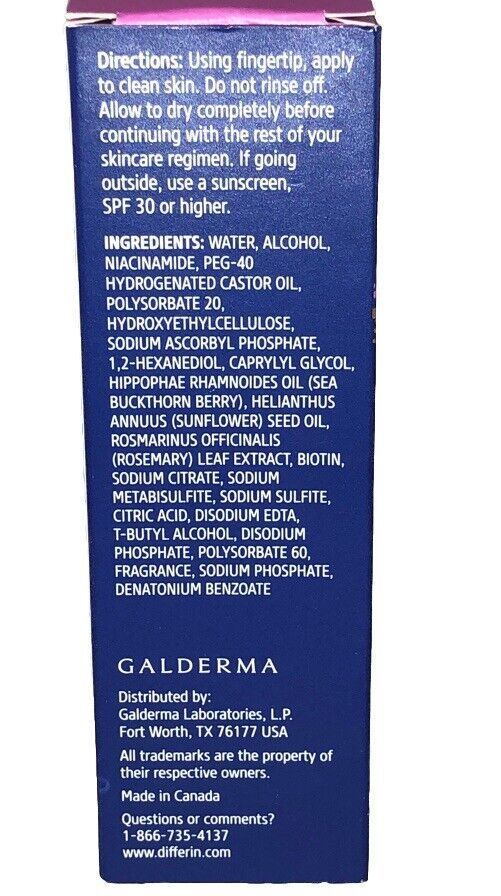 Directions: Using fingertip, apply
to clean skin. Do not rinse off.
Allow to dry completely before
continuing with the rest of your
skincare regimen. If going
outside, use a sunscreen,
SPF 30 or higher.
INGREDIENTS: WATER, ALCOHOL,
NIACINAMIDE, PEG-40
HYDROGENATED CASTOR OIL,
POLYSORBATE 20,
HYDROXYETHYLCELLULOSE,
SODIUM ASCORBYL PHOSPHATE,
1,2-HEXANEDIOL, CAPRYLYL GLYCOL,
HIPPOPHAE RHAMNOIDES OIL (SEA
BUCKTHORN BERRY), HELIANTHUS
ANNUUS (SUNFLOWER) SEED OIL,
ROSMARINUS OFFICINALIS
(ROSEMARY) LEAF EXTRACT, BIOTIN,
SODIUM CITRATE, SODIUM
METABISULFITE, SODIUM SULFITE,
CITRIC ACID, DISODIUM EDTA,
T-BUTYL ALCOHOL, DISODIUM
PHOSPHATE, POLYSORBATE 60,
FRAGRANCE, SODIUM PHOSPHATE,
DENATONIUM BENZOATE
GALDERMA
Distributed by:
Galderma Laboratories, L.P.
Fort Worth, TX 76177 USA
All trademarks are the property of
their respective owners.
Made in Canada
Questions or comments?
1-866-735-4137
www.differin.com